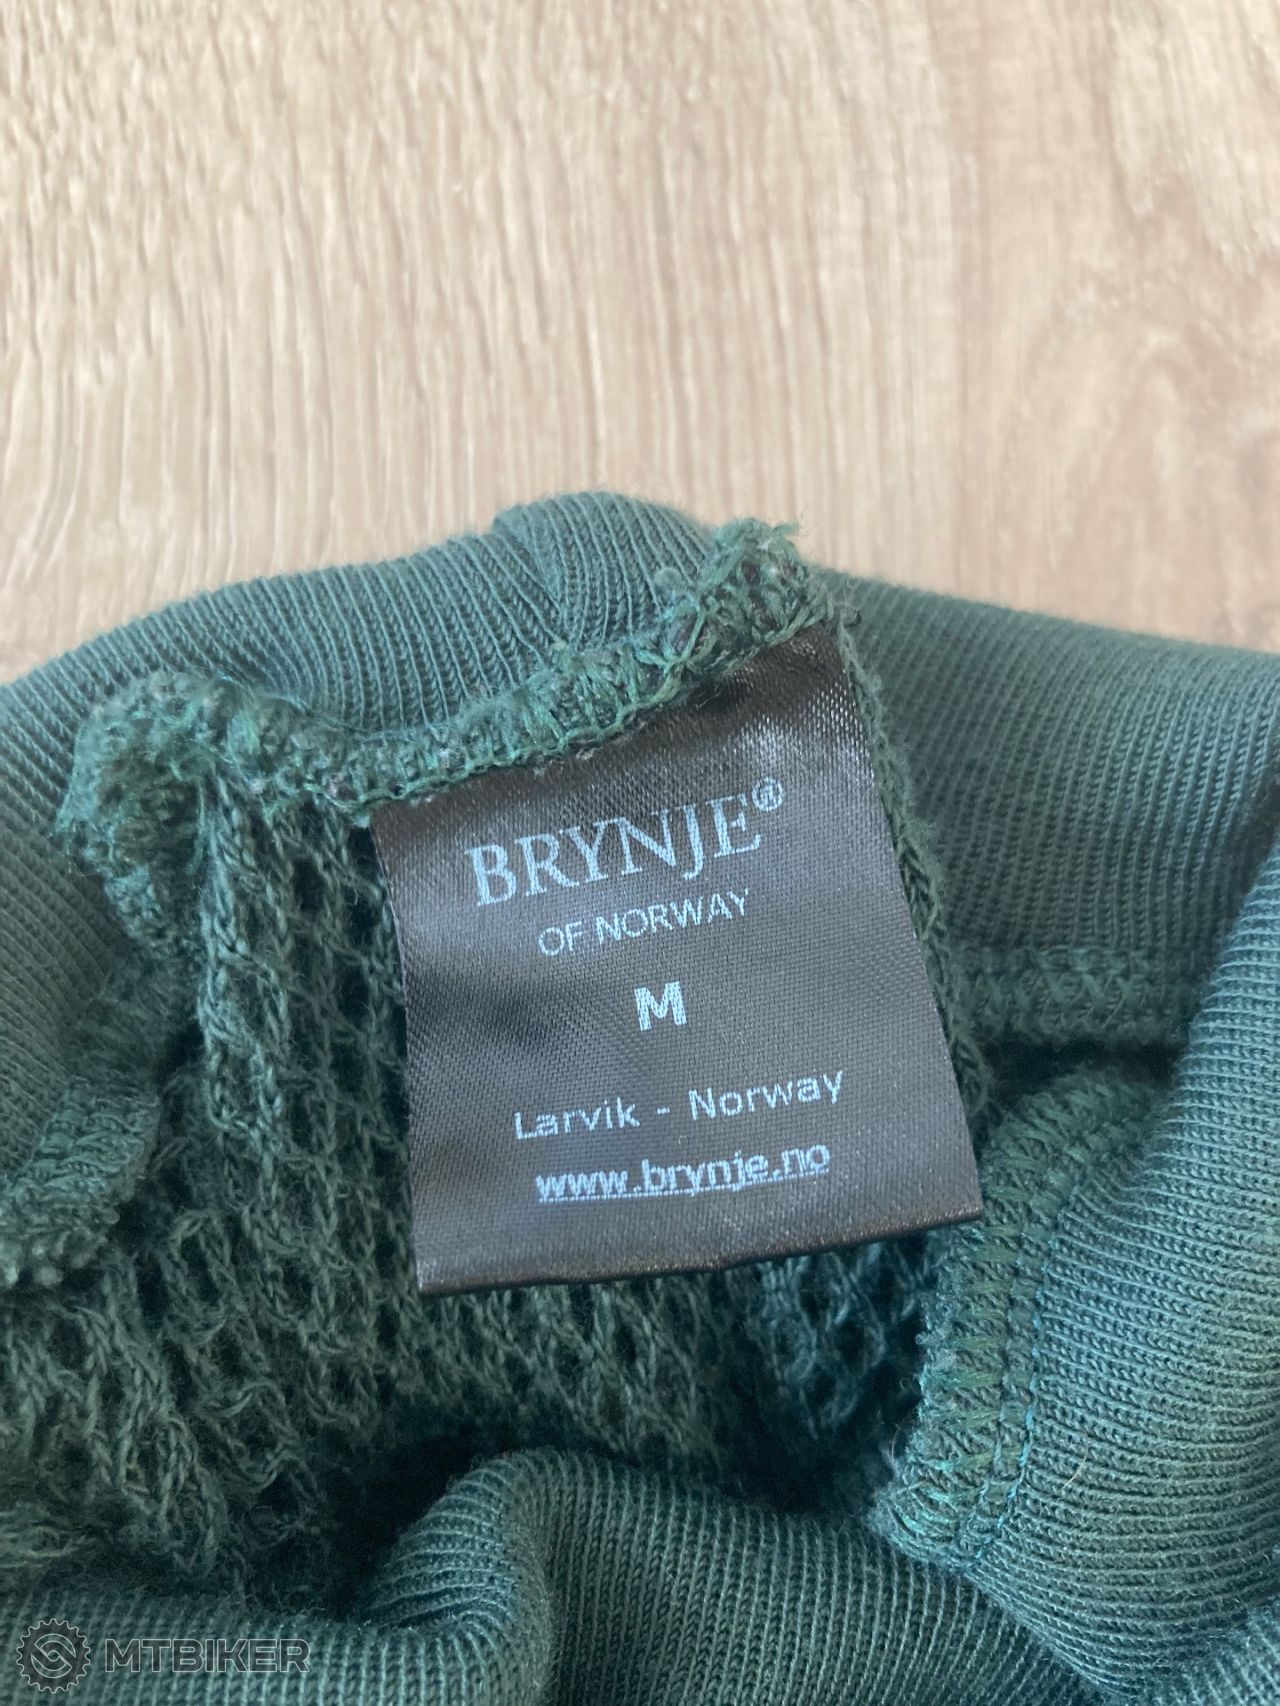 BRYNJE®
OF NORWAY
M
Larvik - Norway
www.brynje.no
MTBIKER